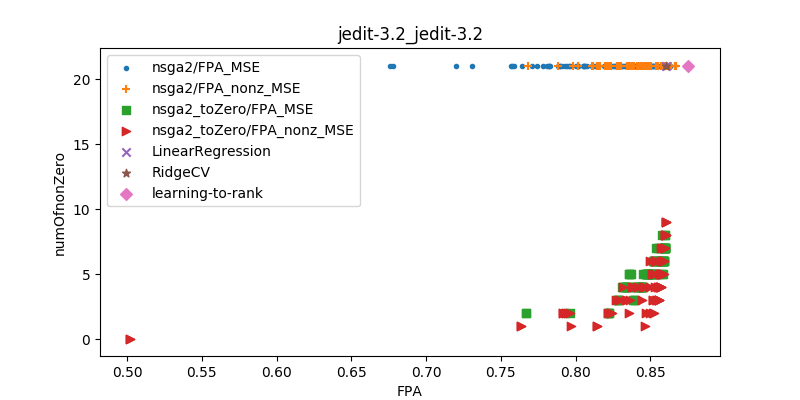 jedit-3.2_jedit-3.2
nsga2/FPA_MSE
nsga2/FPA_nonz_MSE
nsga2_toZero/FPA_MSE
nsga2_toZero/FPA_nonz_MSE
LinearRegression
RidgeCV
learning-to-rank
numOfnonZero
20
15
10
5
0
0.50 0.55 0.60 0.65 0.70 0.75 0.80 0.85
FPA